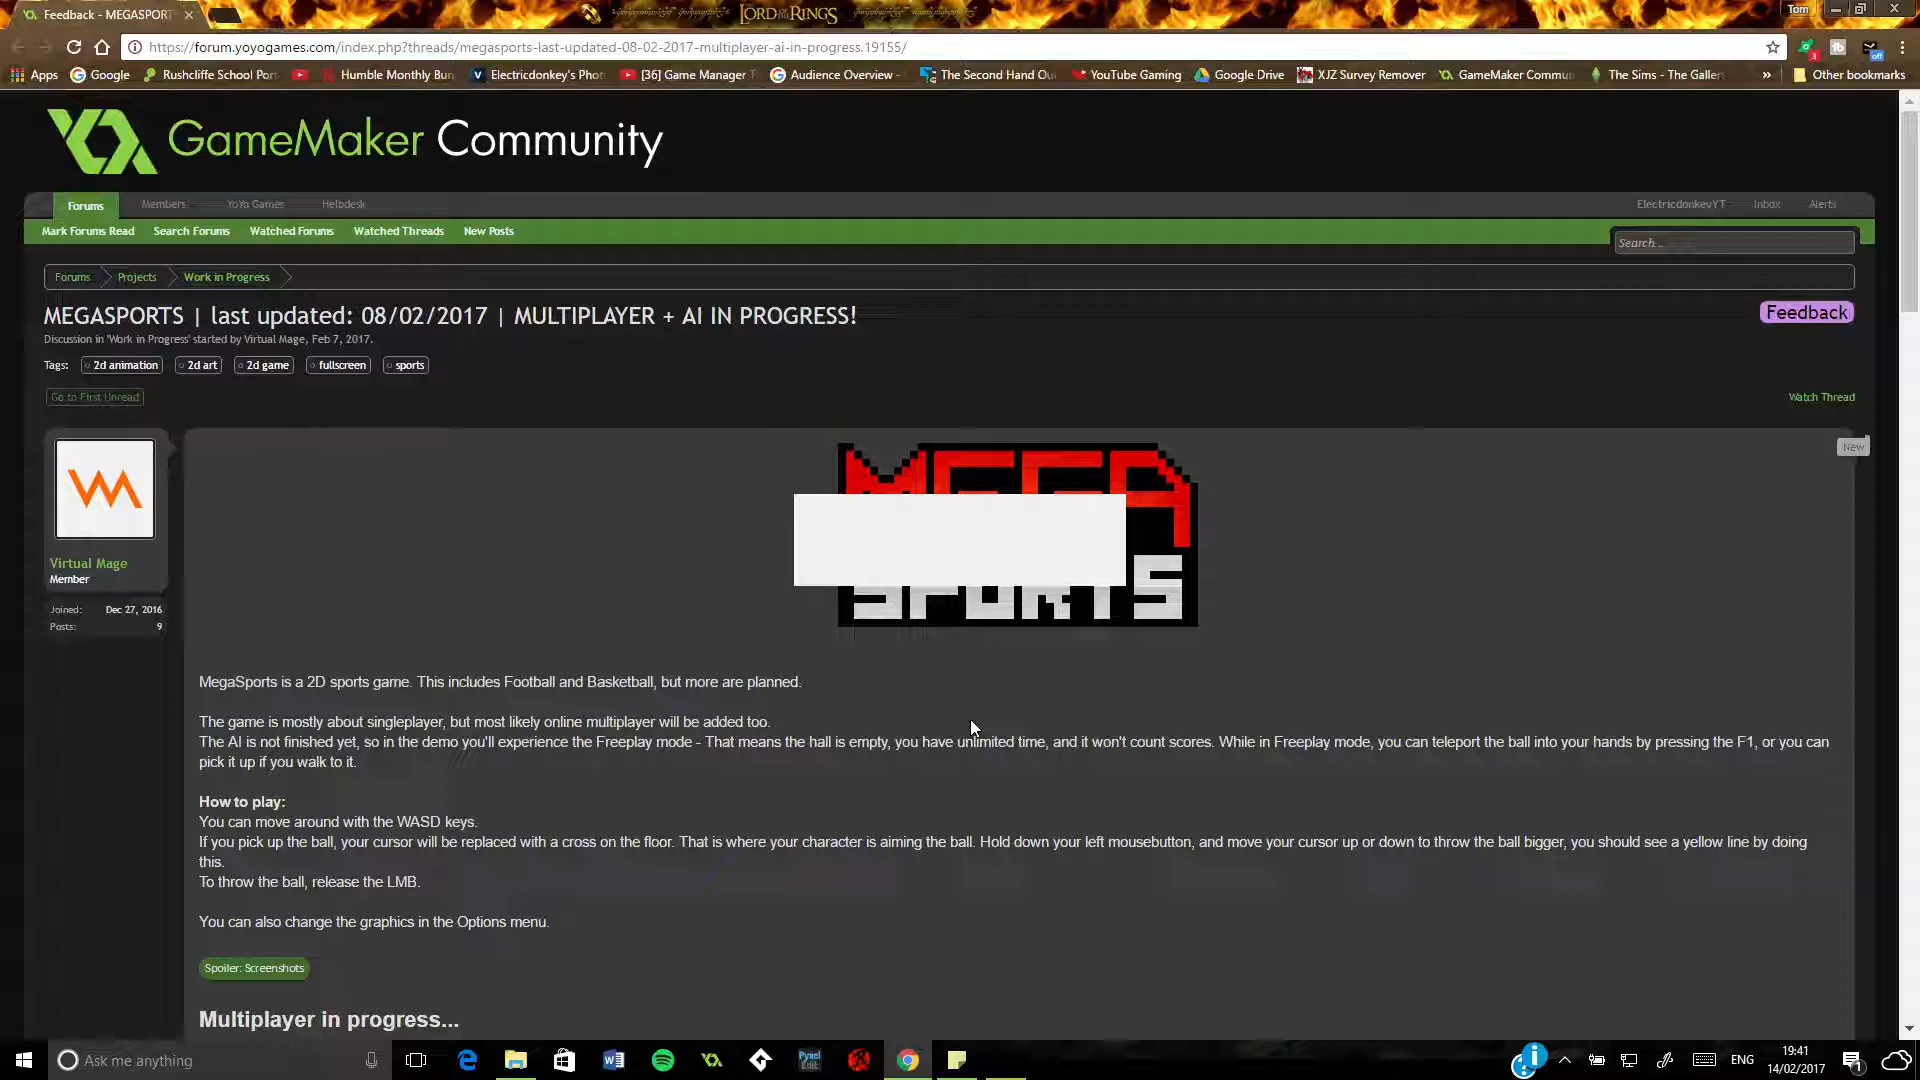 Feedback - MEGASPORT
LORD OF THE RINGS
Tom
https://forum.yoyogames.com/index.php?threads/megasports-last-updated-08-02-2017-multiplayer-ai-in-progress.19155/
Apps Google Rushcliffe School Por Humble Monthly Bun Electricdonkey's Phot [36] Game Manager T Audience Overview - The Second Hand Ou YouTube Gaming Google Drive XJZ Survey Remover GameMaker Commu The Sims - The Galler » Other bookmarks
GameMaker Community
Forums Members YoYo Games Helpdesk ElectricdonkeyYT Inbox Alerts
Mark Forums Read Search Forums Watched Forums Watched Threads New Posts
Search...
Forums Projects Work in Progress
MEGASPORTS | last updated: 08/02/2017 | MULTIPLAYER + AI IN PROGRESS! Feedback
Discussion in 'Work in Progress' started by Virtual Mage, Feb 7, 2017.
Tags: 2d animation 2d art 2d game fullscreen sports
Go to First Unread Watch Thread
New
MEGA
SPORTS
Virtual Mage
Member
Joined: Dec 27, 2016
Posts: 9
MegaSports is a 2D sports game. This includes Football and Basketball, but more are planned.
The game is mostly about singleplayer, but most likely online multiplayer will be added too.
The AI is not finished yet, so in the demo you'll experience the Freeplay mode - That means the hall is empty, you have unlimited time, and it won't count scores. While in Freeplay mode, you can teleport the ball into your hands by pressing the F1, or you can
pick it up if you walk to it.
How to play:
You can move around with the WASD keys.
If you pick up the ball, your cursor will be replaced with a cross on the floor. That is where your character is aiming the ball. Hold down your left mousebutton, and move your cursor up or down to throw the ball bigger, you should see a yellow line by doing
this.
To throw the ball, release the LMB.
You can also change the graphics in the Options menu.
Spoiler: Screenshots
Multiplayer in progress...
Ask me anything
Pyxel Edit
ENG
19:41
14/02/2017